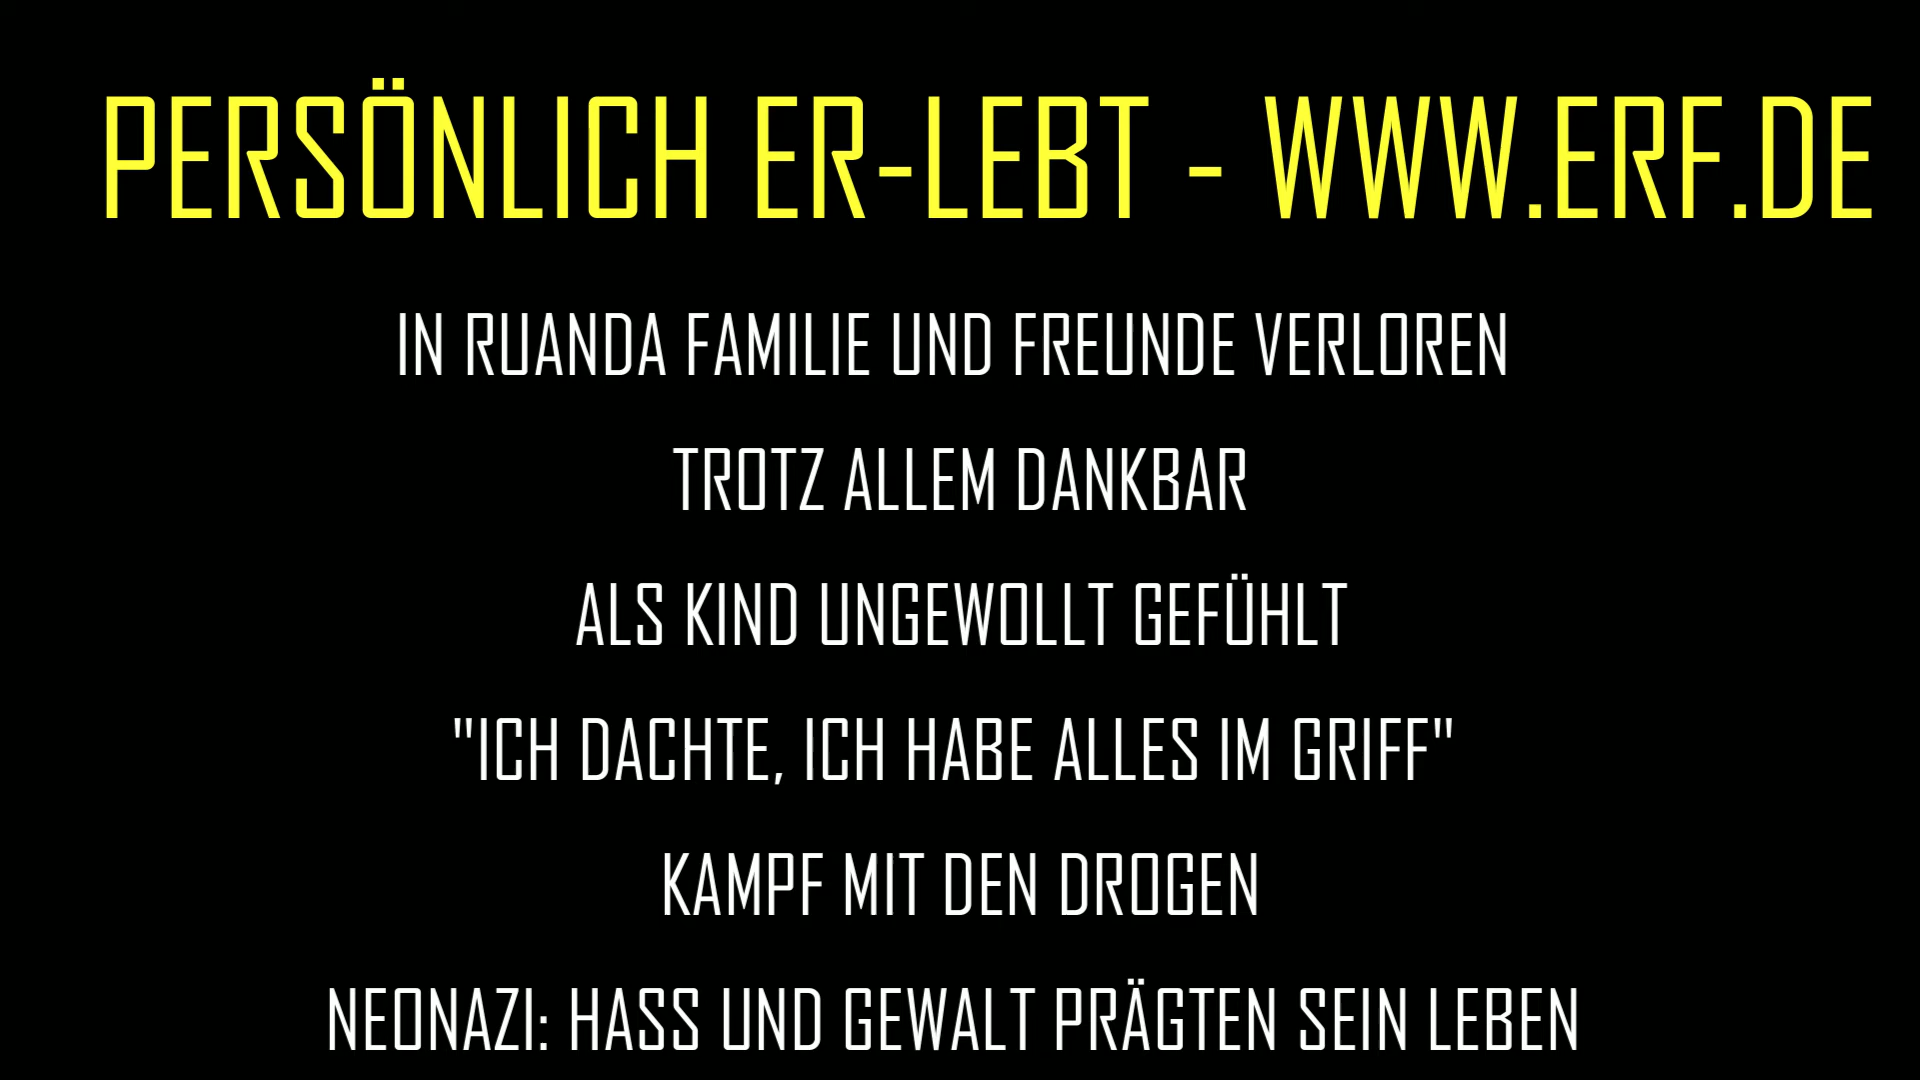 PERSÖNLICH ER-LEBT - WWW.ERF.DE
IN RUANDA FAMILIE UND FREUNDE VERLOREN
TROTZ ALLEM DANKBAR
ALS KIND UNGEWOLLT GEFÜHLT
"ICH DACHTE, ICH HABE ALLES IM GRIFF"
KAMPF MIT DEN DROGEN
NEONAZI: HASS UND GEWALT PRÄGTEN SEIN LEBEN